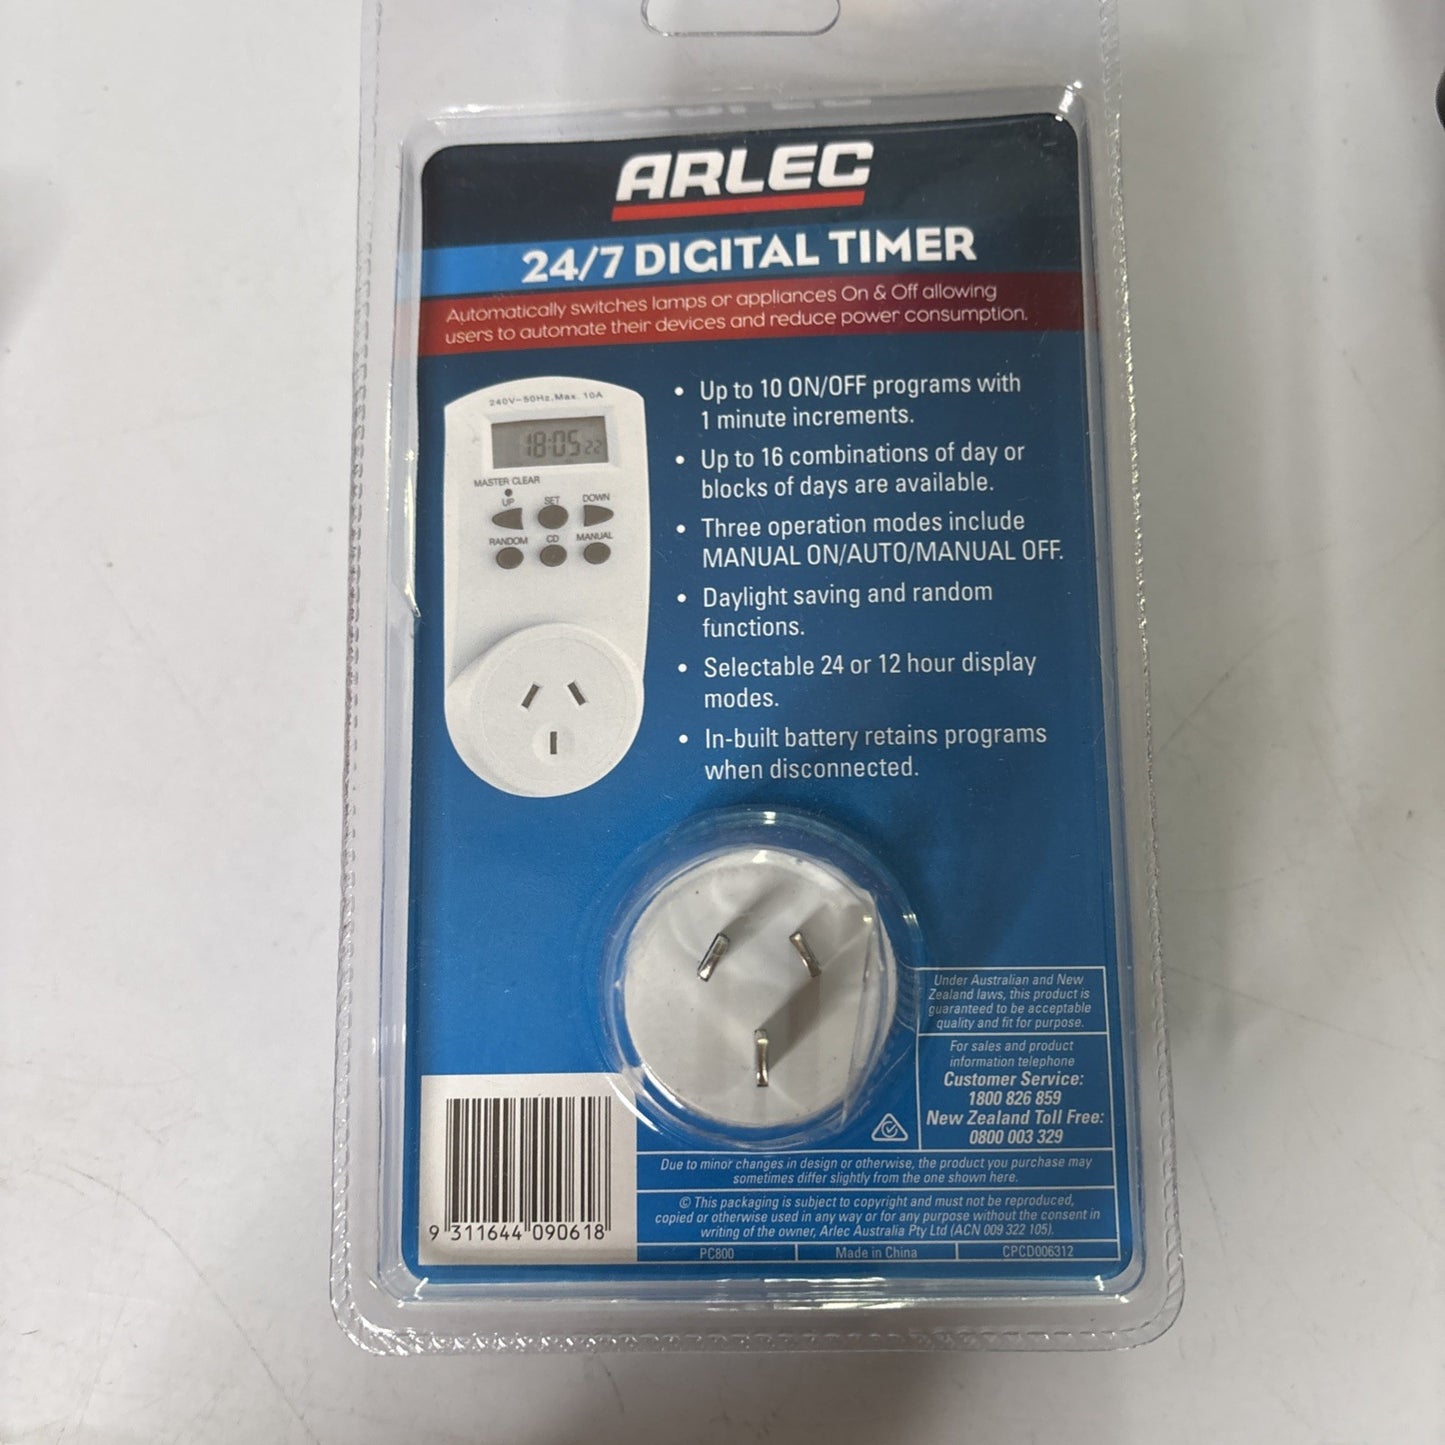 ARLEC
24/7 DIGITAL TIMER
Automatically switches lamps or appliances On & Off allowing
users to automate their devices and reduce power consumption.
240V~50Hz, Max. 10A
18:05 22
MASTER CLEAR
UP SET DOWN
RANDOM CD MANUAL
• Up to 10 ON/OFF programs with
1 minute increments.
• Up to 16 combinations of day or
blocks of days are available.
• Three operation modes include
MANUAL ON/AUTO/MANUAL OFF.
• Daylight saving and random
functions.
• Selectable 24 or 12 hour display
modes.
• In-built battery retains programs
when disconnected.
Under Australian and New
Zealand laws, this product is
guaranteed to be acceptable
quality and fit for purpose.
For sales and product
information telephone
Customer Service:
1800 826 859
New Zealand Toll Free:
0800 003 329
Due to minor changes in design or otherwise, the product you purchase may
sometimes differ slightly from the one shown here.
© This packaging is subject to copyright and must not be reproduced,
copied or otherwise used in any way or for any purpose without the consent in
writing of the owner, Arlec Australia Pty Ltd (ACN 009 322 105).
PC800 Made in China CPCD006312
9 311644 090618